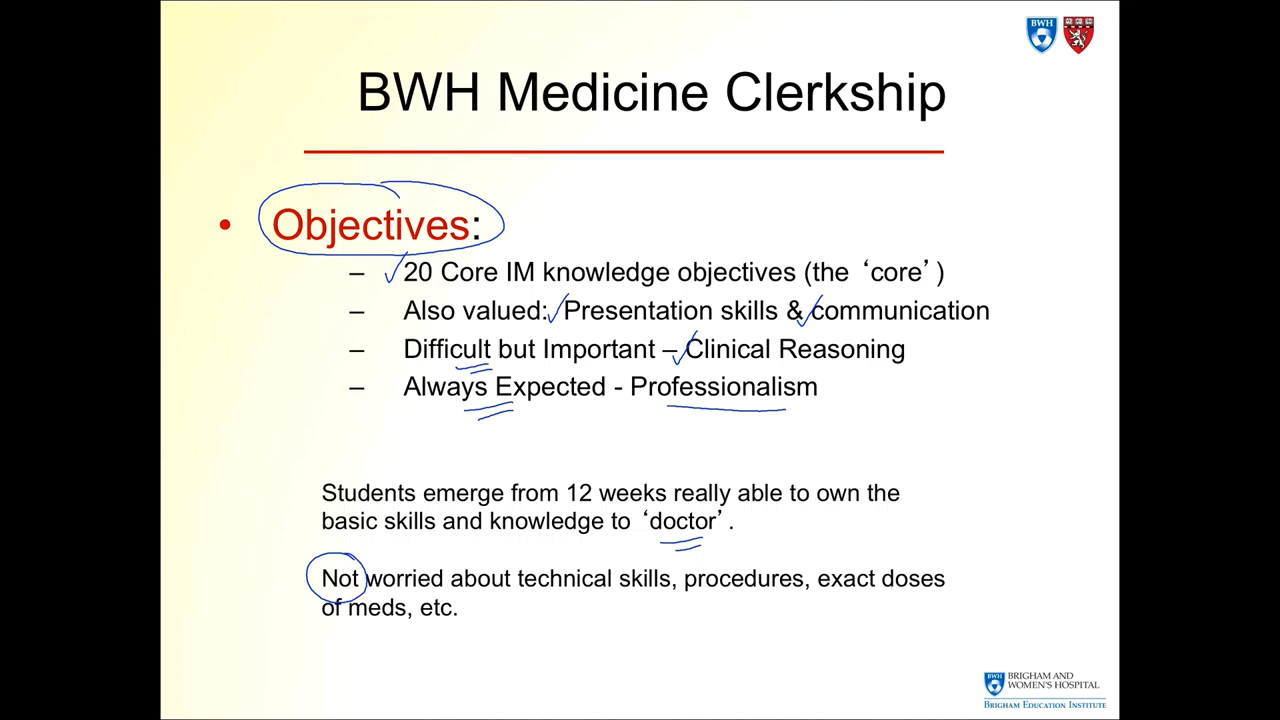 BWH
BWH Medicine Clerkship
• Objectives:
– 20 Core IM knowledge objectives (the ‘core’)
– Also valued: Presentation skills & communication
– Difficult but Important – Clinical Reasoning
– Always Expected - Professionalism
Students emerge from 12 weeks really able to own the
basic skills and knowledge to ‘doctor’.
Not worried about technical skills, procedures, exact doses
of meds, etc.
BWH BRIGHAM AND
WOMEN'S HOSPITAL
BRIGHAM EDUCATION INSTITUTE